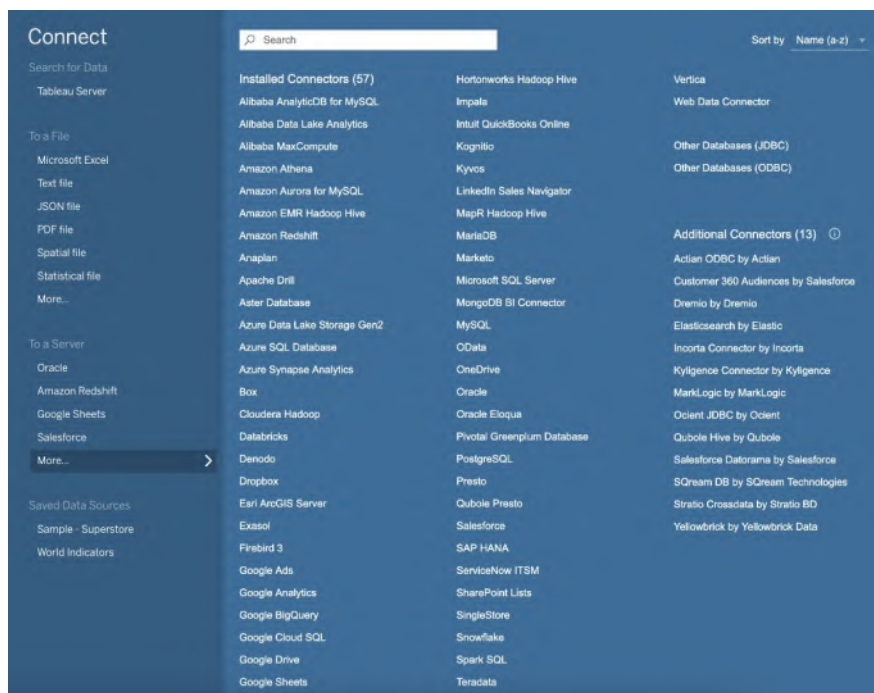 Connect
Search for Data
Tableau Server
To a File
Microsoft Excel
Text file
JSON file
PDF file
Spatial file
Statistical file
More...
To a Server
Oracle
Amazon Redshift
Google Sheets
Salesforce
More...
Saved Data Sources
Sample - Superstore
World Indicators
Search
Sort by Name (a-z)
Installed Connectors (57)
Alibaba AnalyticDB for MySQL
Alibaba Data Lake Analytics
Alibaba MaxCompute
Amazon Athena
Amazon Aurora for MySQL
Amazon EMR Hadoop Hive
Amazon Redshift
Anaplan
Apache Drill
Aster Database
Azure Data Lake Storage Gen2
Azure SQL Database
Azure Synapse Analytics
Box
Cloudera Hadoop
Databricks
Denodo
Dropbox
Esri ArcGIS Server
Exasol
Firebird 3
Google Ads
Google Analytics
Google BigQuery
Google Cloud SQL
Google Drive
Google Sheets
Hortonworks Hadoop Hive
Impala
Intuit QuickBooks Online
Kognitio
Kyvos
LinkedIn Sales Navigator
MapR Hadoop Hive
MariaDB
Marketo
Microsoft SQL Server
MongoDB BI Connector
MySQL
OData
OneDrive
Oracle
Oracle Eloqua
Pivotal Greenplum Database
PostgreSQL
Presto
Qubole Presto
Salesforce
SAP HANA
ServiceNow ITSM
SharePoint Lists
SingleStore
Snowflake
Spark SQL
Teradata
Vertica
Web Data Connector
Other Databases (JDBC)
Other Databases (ODBC)
Additional Connectors (13)
Actian ODBC by Actian
Customer 360 Audiences by Salesforce
Dremio by Dremio
Elasticsearch by Elastic
Incorta Connector by Incorta
Kyligence Connector by Kyligence
MarkLogic by MarkLogic
Ocient JDBC by Ocient
Qubole Hive by Qubole
Salesforce Datorama by Salesforce
SQream DB by SQream Technologies
Stratio Crossdata by Stratio BD
Yellowbrick by Yellowbrick Data